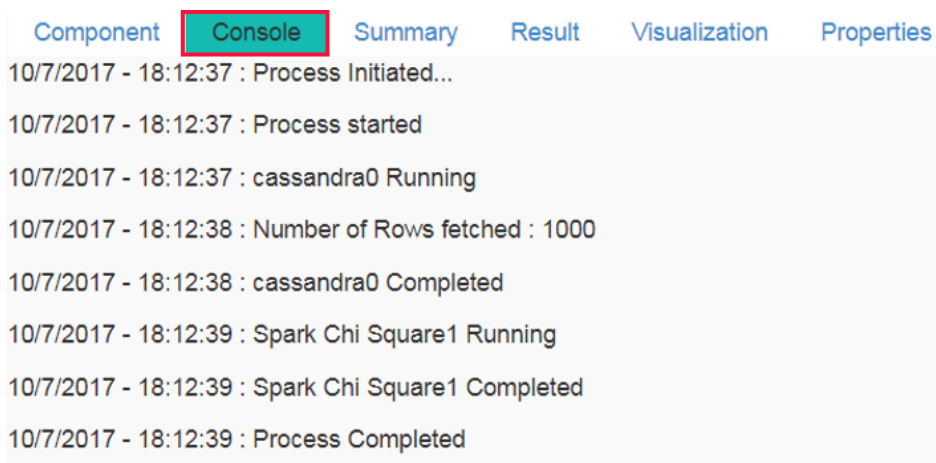 Component Console Summary Result Visualization Properties
10/7/2017 - 18:12:37 : Process Initiated...
10/7/2017 - 18:12:37 : Process started
10/7/2017 - 18:12:37 : cassandra0 Running
10/7/2017 - 18:12:38 : Number of Rows fetched : 1000
10/7/2017 - 18:12:38 : cassandra0 Completed
10/7/2017 - 18:12:39 : Spark Chi Square1 Running
10/7/2017 - 18:12:39 : Spark Chi Square1 Completed
10/7/2017 - 18:12:39 : Process Completed